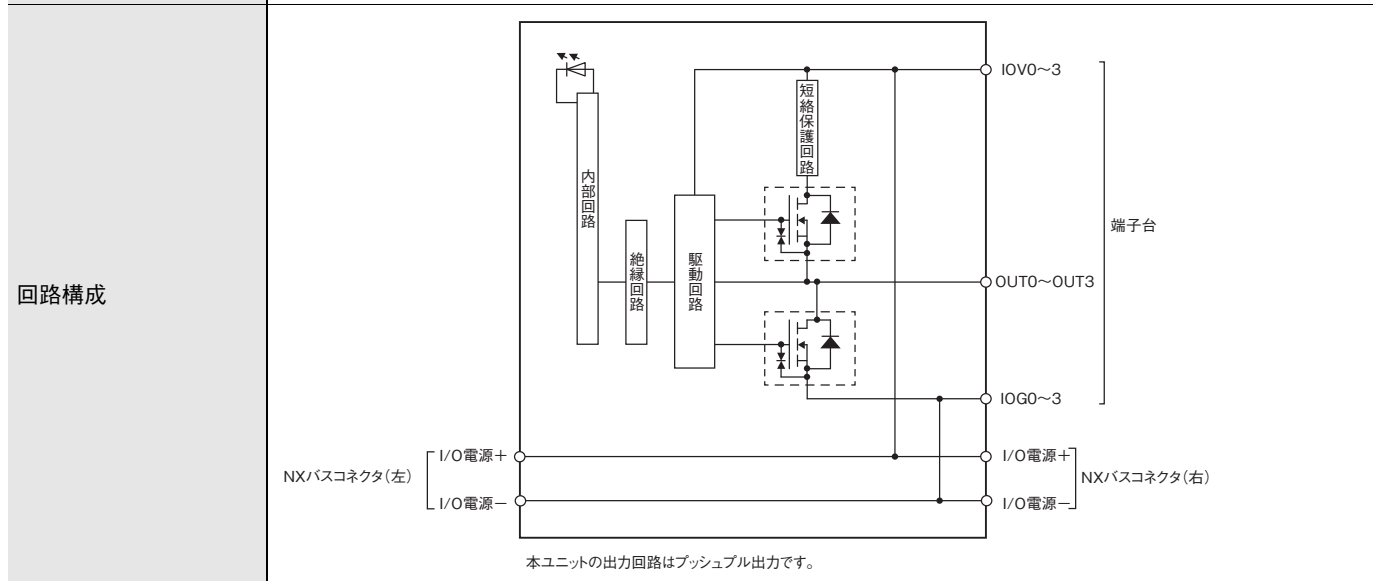 回路構成
内部回路
絶縁回路
駆動回路
短絡保護回路
IOV0～3
OUT0～OUT3
IOG0～3
端子台
NXバスコネクタ(左)
I/O電源＋
I/O電源－
I/O電源＋
I/O電源－
NXバスコネクタ(右)
本ユニットの出力回路はプッシュプル出力です。